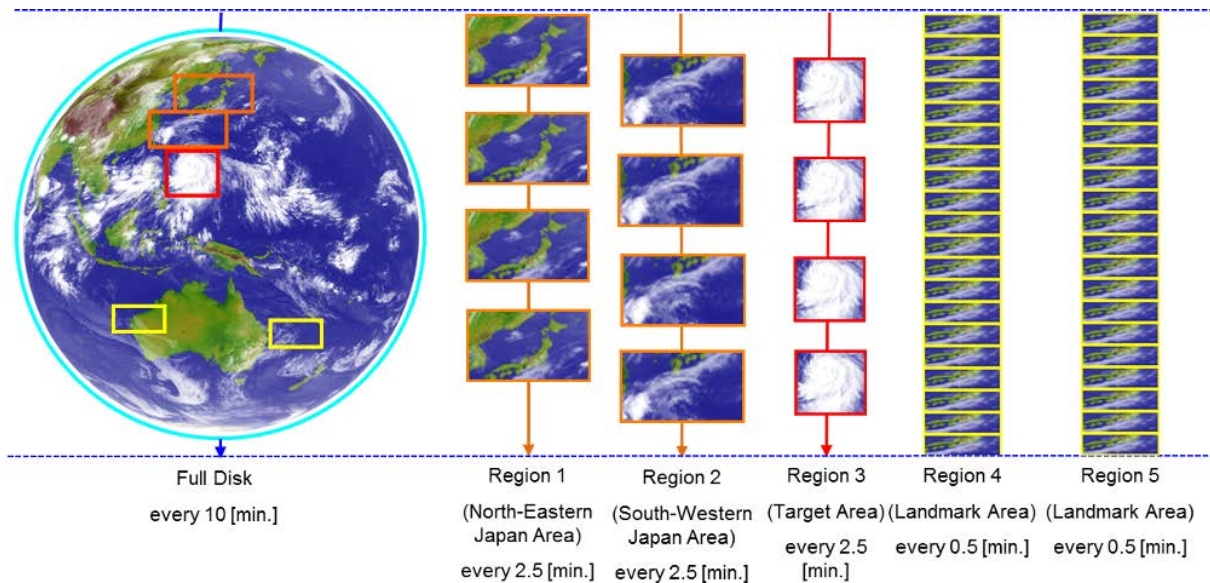 Full Disk
every 10 [min.]
Region 1
(North-Eastern
Japan Area)
every 2.5 [min.]
Region 2
(South-Western
Japan Area)
every 2.5 [min.]
Region 3
(Target Area)
every 2.5
[min.]
Region 4
(Landmark Area)
every 0.5 [min.]
Region 5
(Landmark Area)
every 0.5 [min.]